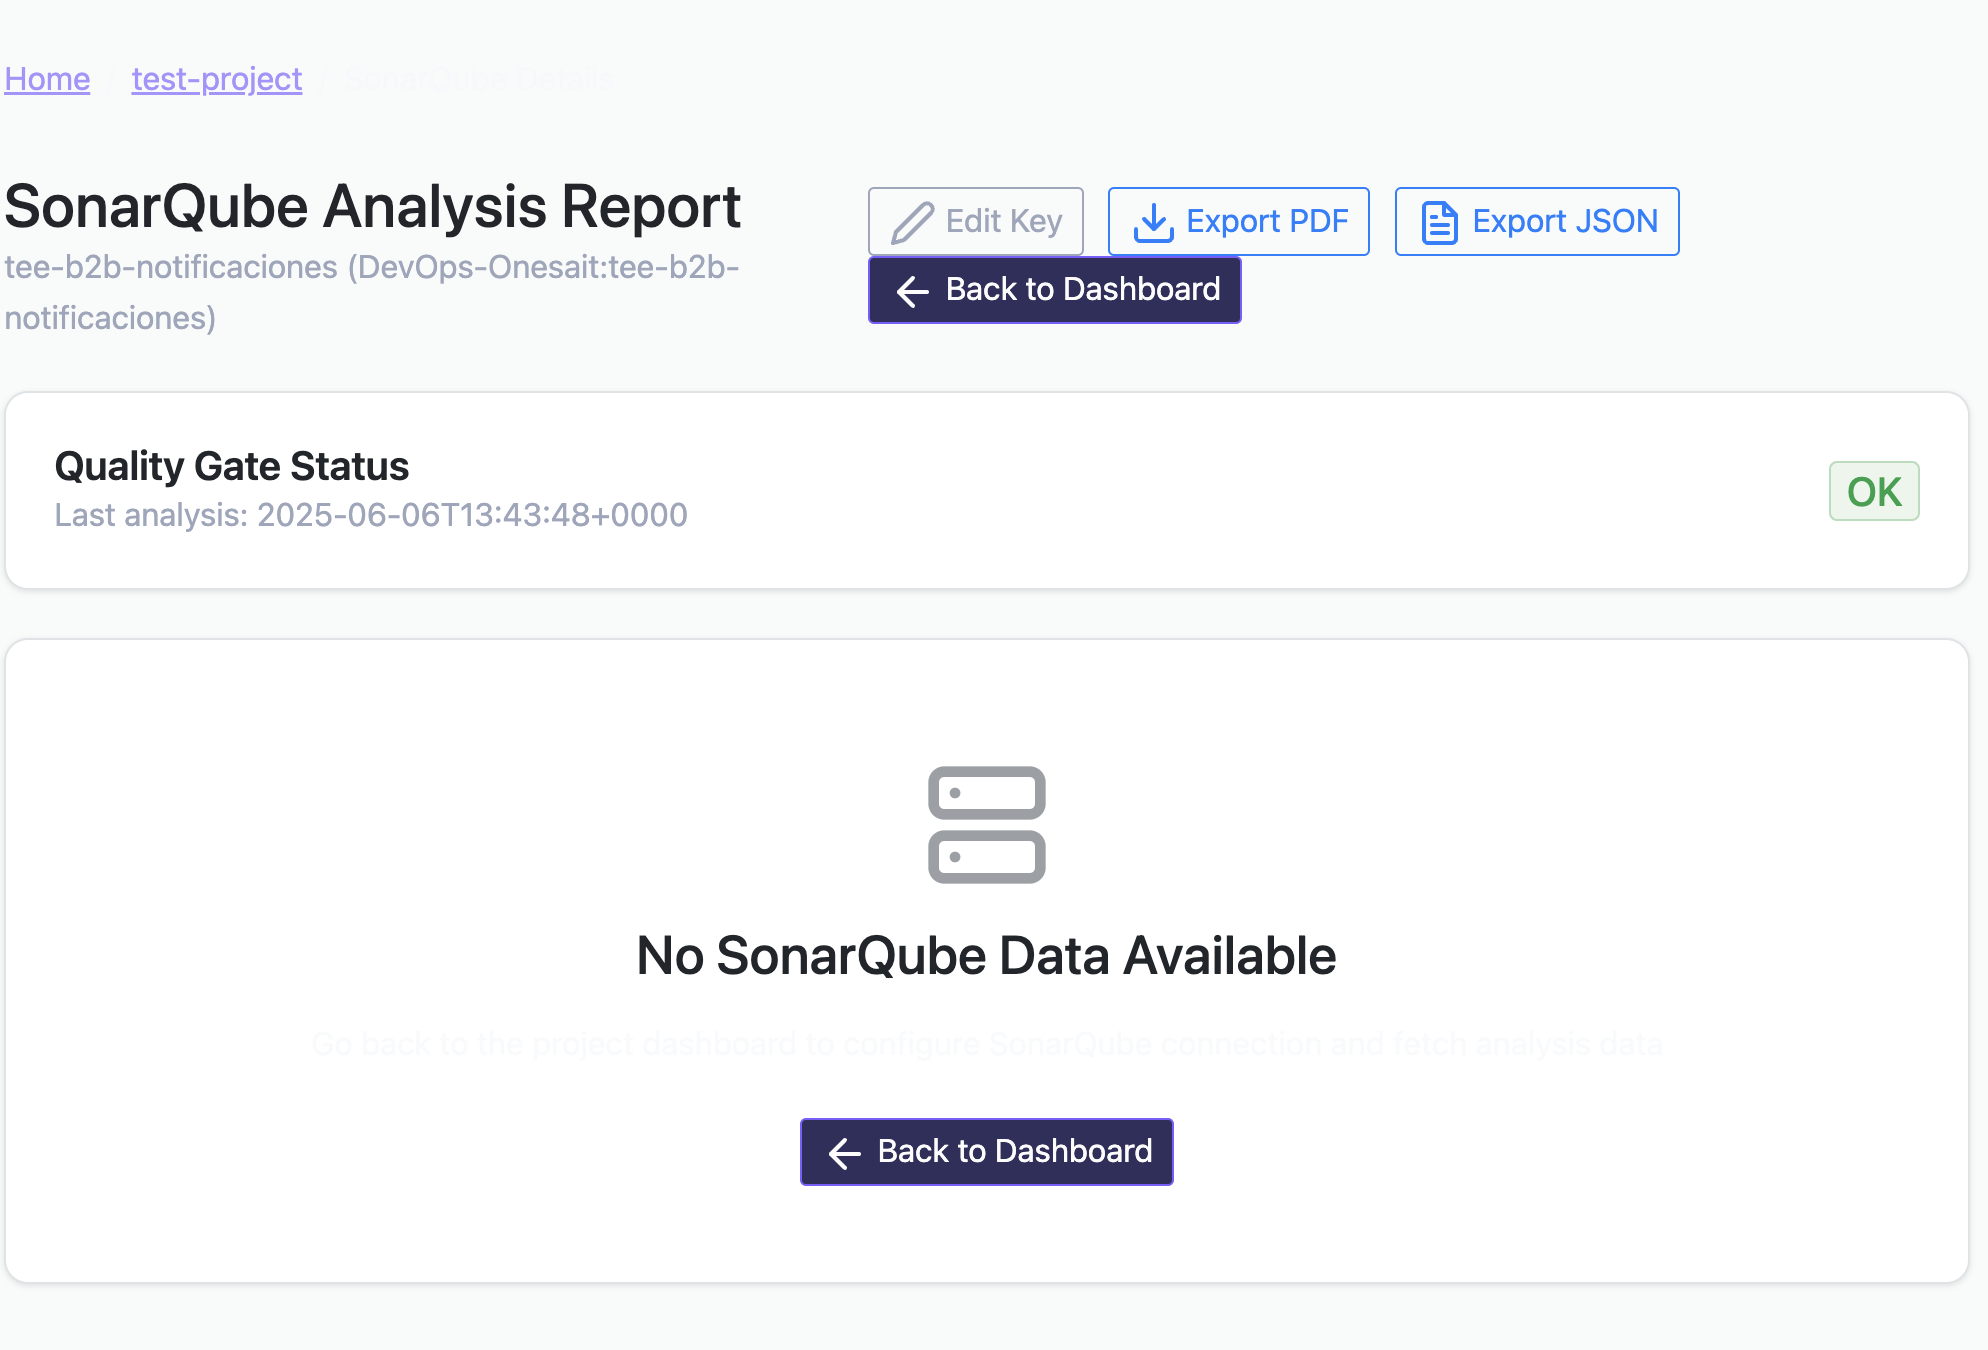 Home / test-project / SonarQube Details
SonarQube Analysis Report
tee-b2b-notificaciones (DevOps-Onesait:tee-b2b-
notificaciones)
Edit Key
Export PDF
Export JSON
Back to Dashboard
Quality Gate Status
Last analysis: 2025-06-06T13:43:48+0000
OK
No SonarQube Data Available
Go back to the project dashboard to configure SonarQube connection and fetch analysis data
Back to Dashboard